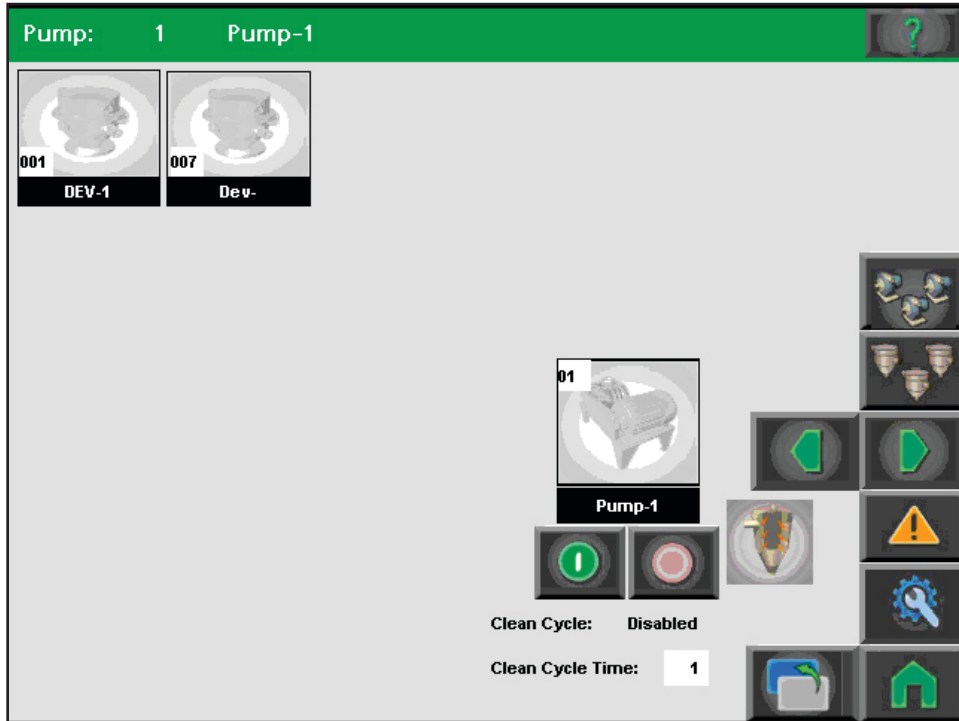 Pump: 1 Pump-1
?
001
DEV-1
007
Dev-
01
Pump-1
Clean Cycle: Disabled
Clean Cycle Time: 1